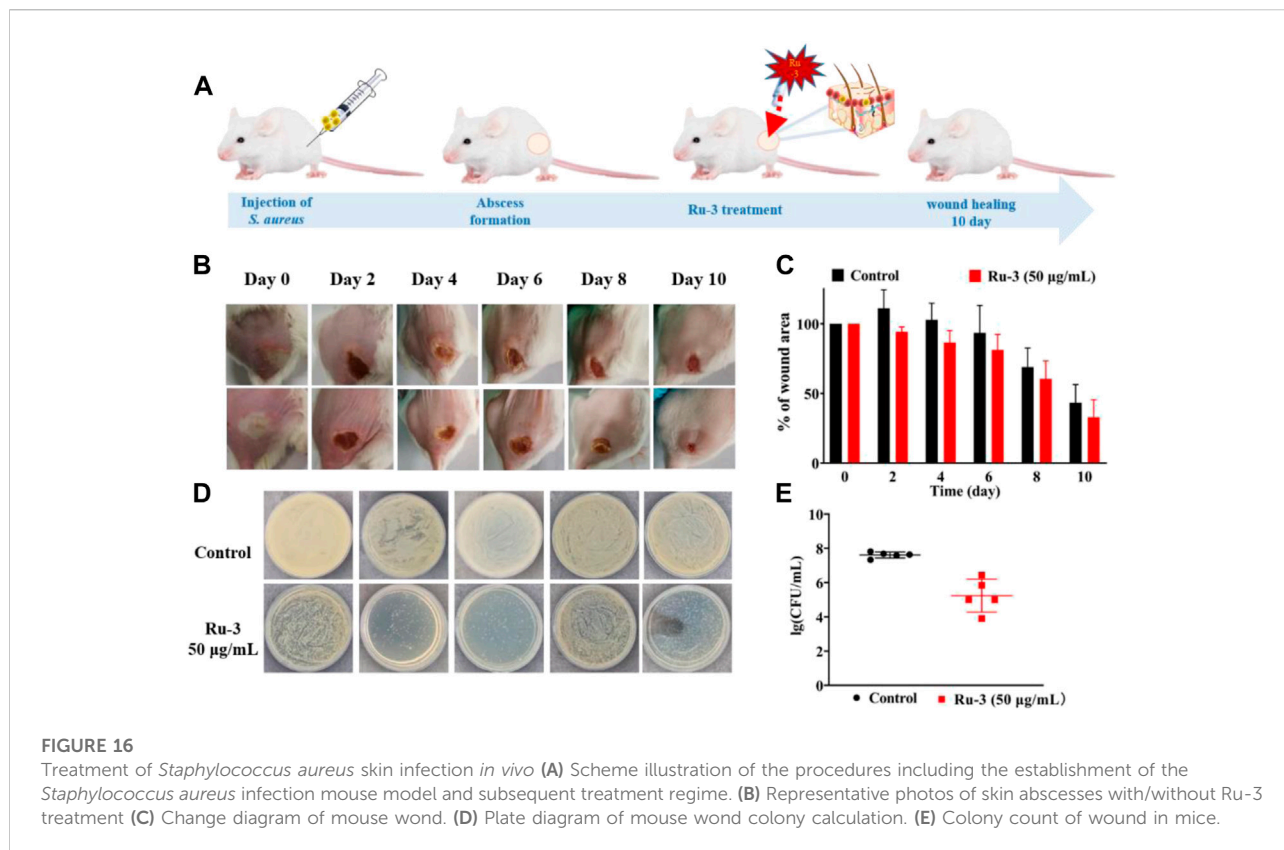 A
Ru
-3
Injection of
S. aureus
Abscess
formation
Ru-3 treatment
wound healing
10 day
B
Day 0 Day 2 Day 4 Day 6 Day 8 Day 10
C
Control Ru-3 (50 μg/mL)
% of wound area
100
50
0
0 2 4 6 8 10
Time (day)
D
Control
Ru-3
50 μg/mL
E
lg(CFU/mL)
10
8
6
4
2
0
Control Ru-3 (50 μg/mL)
FIGURE 16
Treatment of Staphylococcus aureus skin infection in vivo (A) Scheme illustration of the procedures including the establishment of the
Staphylococcus aureus infection mouse model and subsequent treatment regime. (B) Representative photos of skin abscesses with/without Ru-3
treatment (C) Change diagram of mouse wond. (D) Plate diagram of mouse wond colony calculation. (E) Colony count of wound in mice.